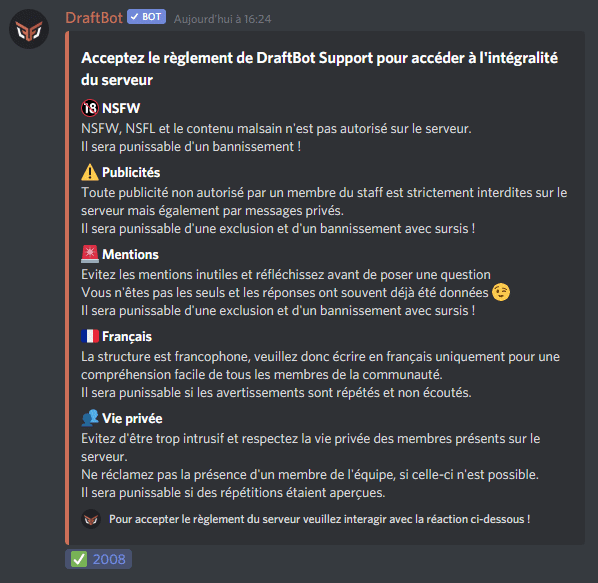 DraftBot ✔ BOT Aujourd'hui à 16:24
Acceptez le règlement de DraftBot Support pour accéder à l'intégralité
du serveur
🔞 NSFW
NSFW, NSFL et le contenu malsain n'est pas autorisé sur le serveur.
Il sera punissable d'un bannissement !
⚠️ Publicités
Toute publicité non autorisé par un membre du staff est strictement interdites sur le
serveur mais également par messages privés.
Il sera punissable d'une exclusion et d'un bannissement avec sursis !
🚨 Mentions
Evitez les mentions inutiles et réfléchissez avant de poser une question
Vous n'êtes pas les seuls et les réponses ont souvent déjà été données 😉
Il sera punissable d'une exclusion et d'un bannissement avec sursis !
🇫🇷 Français
La structure est francophone, veuillez donc écrire en français uniquement pour une
compréhension facile de tous les membres de la communauté.
Il sera punissable si les avertissements sont répétés et non écoutés.
👥 Vie privée
Evitez d'être trop intrusif et respectez la vie privée des membres présents sur le
serveur.
Ne réclamez pas la présence d'un membre de l'équipe, si celle-ci n'est possible.
Il sera punissable si des répétitions étaient aperçues.
Pour accepter le règlement du serveur veuillez interagir avec la réaction ci-dessous !
✅ 2008